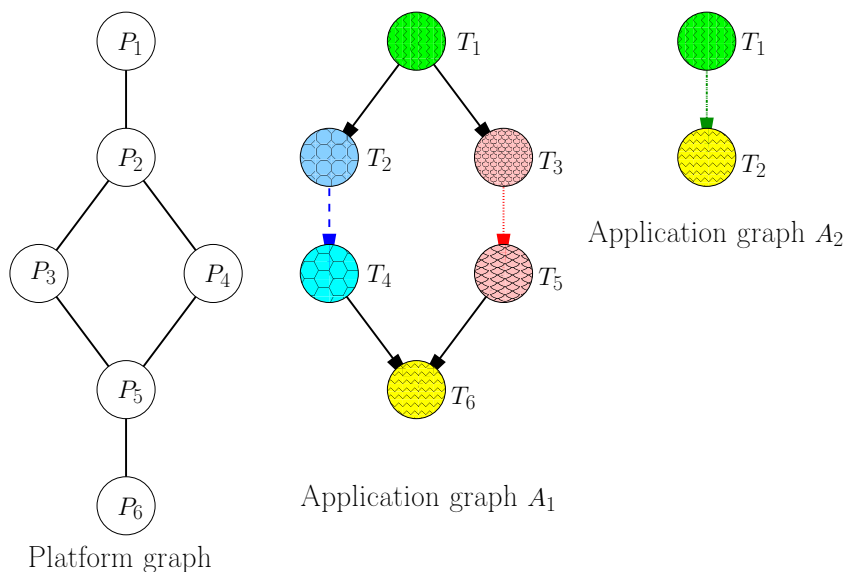 P1
P2
P3 P4
P5
P6
Platform graph
T1
T2 T3
T4 T5
T6
Application graph A1
T1
T2
Application graph A2